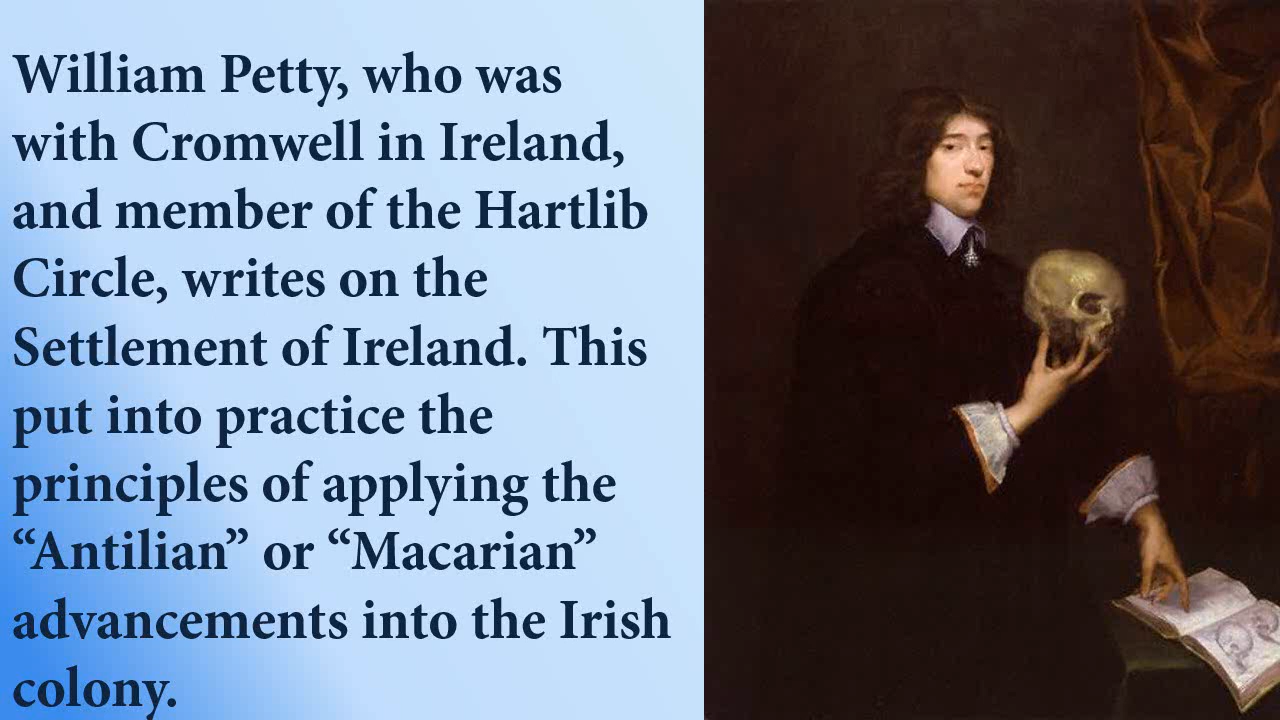 William Petty, who was
with Cromwell in Ireland,
and member of the Hartlib
Circle, writes on the
Settlement of Ireland. This
put into practice the
principles of applying the
“Antilian” or “Macarian”
advancements into the Irish
colony.